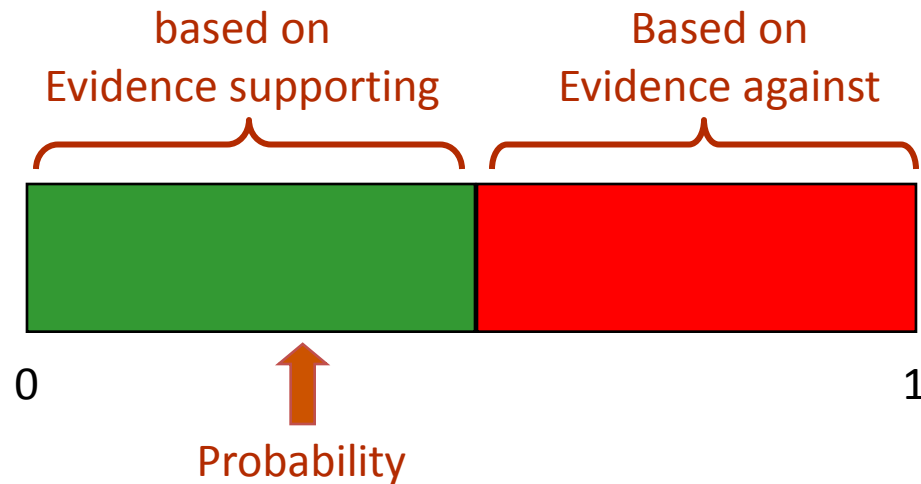 based on
Evidence supporting
Based on
Evidence against
0
1
Probability